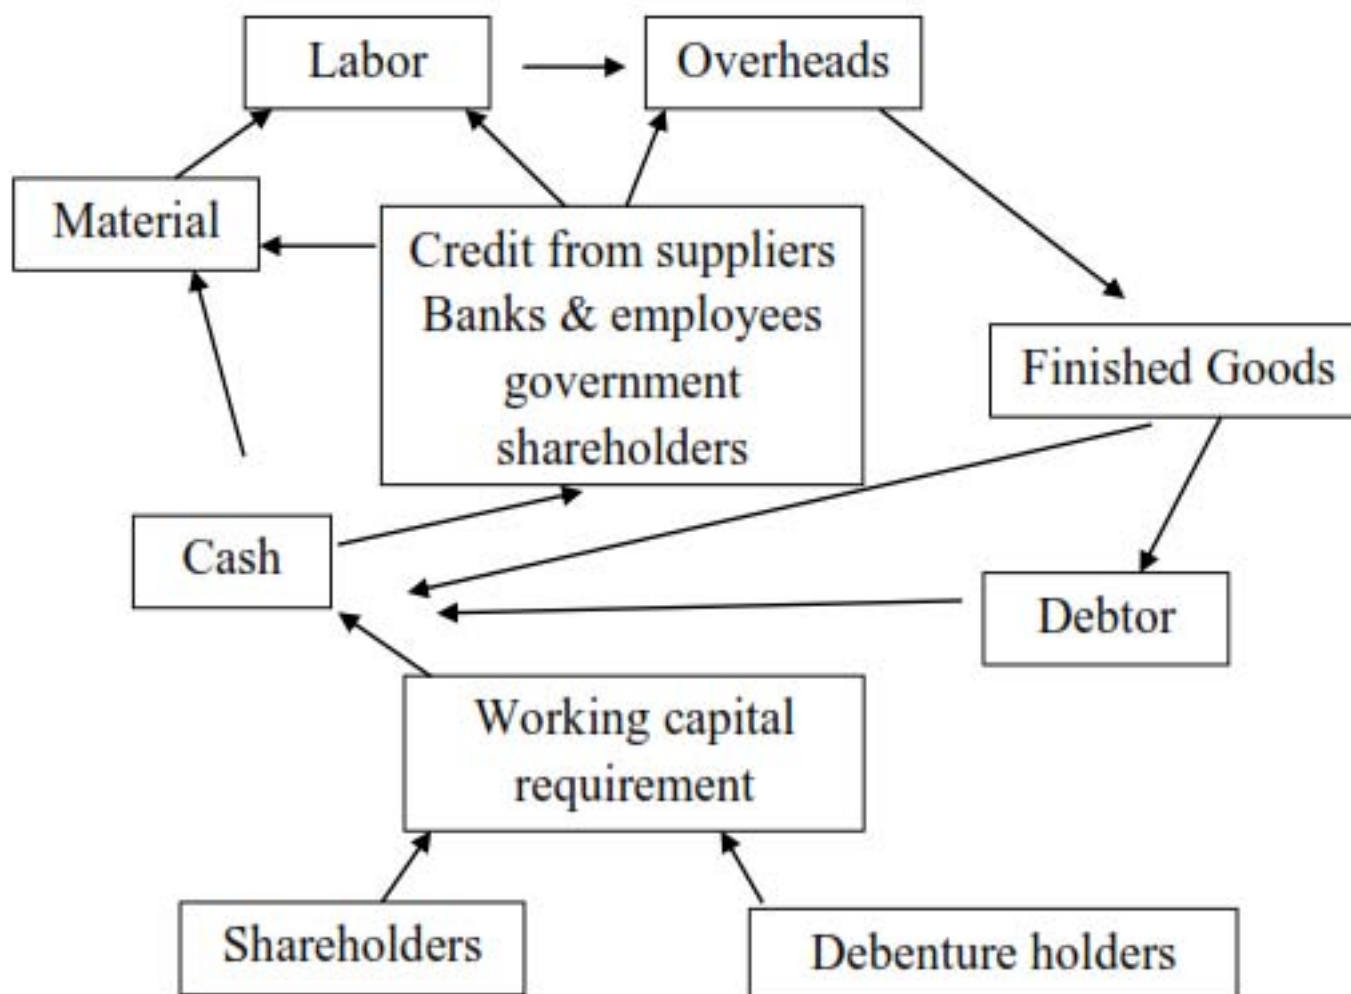 Labor
Overheads
Material
Credit from suppliers
Banks & employees
government
shareholders
Finished Goods
Cash
Debtor
Working capital
requirement
Shareholders
Debenture holders